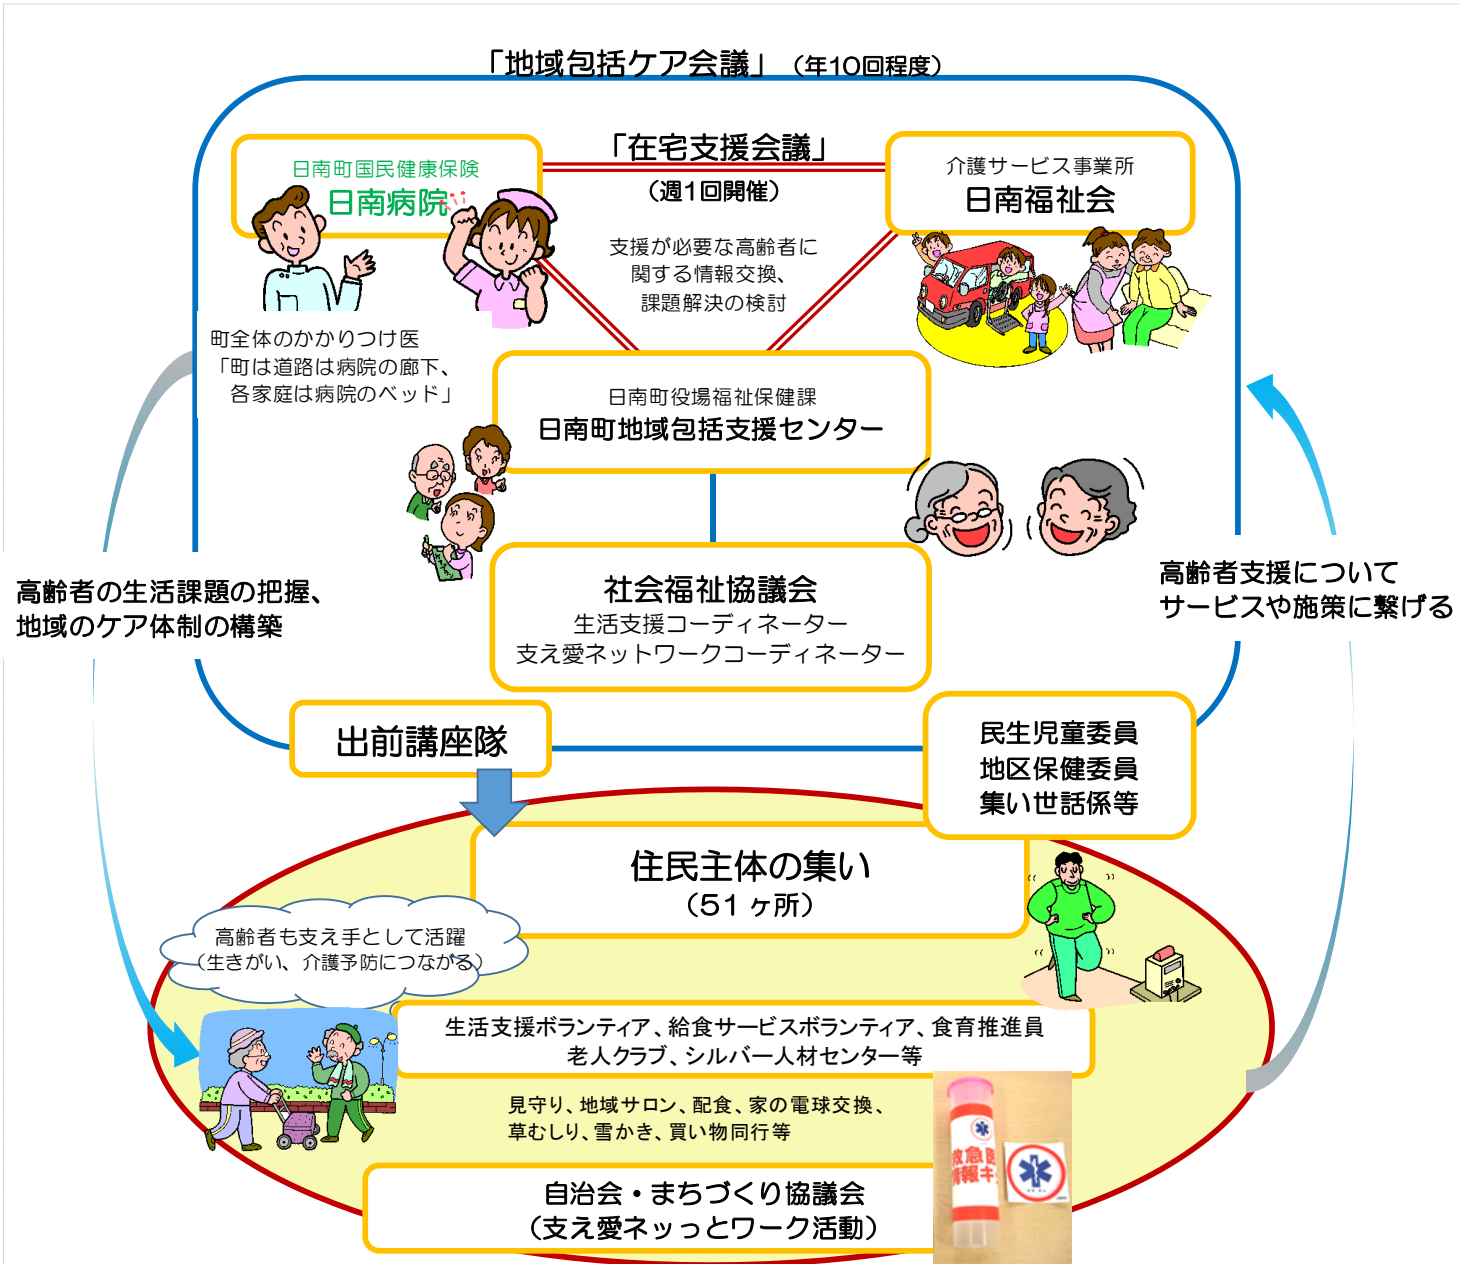 「地域包括ケア会議」（年10回程度）
日南町国民健康保険
日南病院
「在宅支援会議」
（週1回開催）
介護サービス事業所
日南福祉会
支援が必要な高齢者に
関する情報交換、
課題解決の検討
町全体のかかりつけ医
「町は道路は病院の廊下、
各家庭は病院のベッド」
日南町役場福祉保健課
日南町地域包括支援センター
社会福祉協議会
生活支援コーディネーター
支え愛ネットワークコーディネーター
高齢者の生活課題の把握、
地域のケア体制の構築
高齢者支援について
サービスや施策に繋げる
出前講座隊
民生児童委員
地区保健委員
集い世話係等
住民主体の集い
（51ヶ所）
高齢者も支え手として活躍
（生きがい、介護予防につながる）
生活支援ボランティア、給食サービスボランティア、食育推進員
老人クラブ、シルバー人材センター等
見守り、地域サロン、配食、家の電球交換、
草むしり、雪かき、買い物同行等
救急医
情報キ
自治会・まちづくり協議会
（支え愛ネッっとワーク活動）